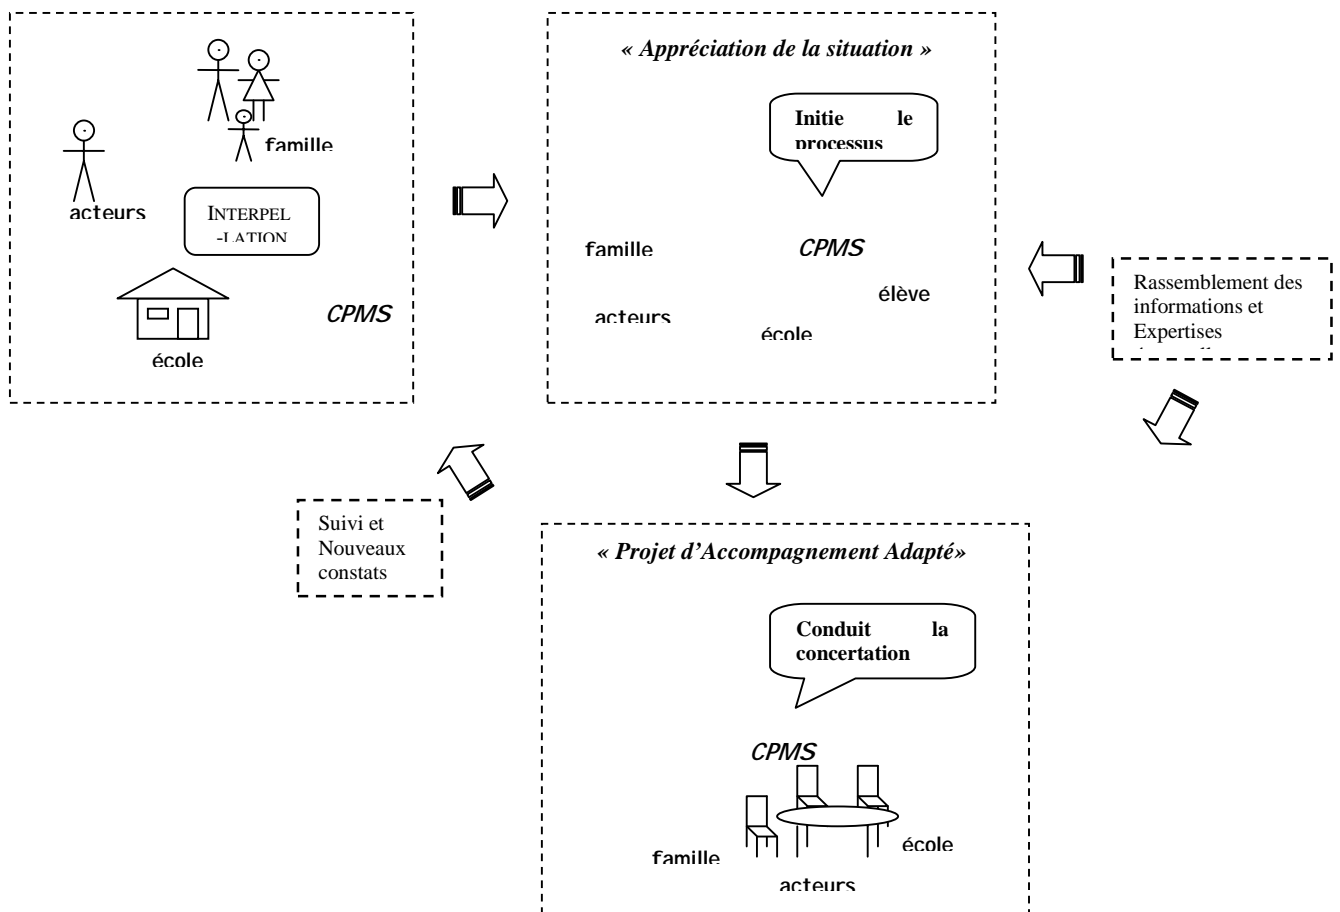 famille
acteurs
INTERPEL
-LATION
CPMS
école
« Appréciation de la situation »
Initie le
processus
famille
CPMS
élève
acteurs
école
Rassemblement des
informations et
Expertises
Suivi et
Nouveaux
constats
« Projet d’Accompagnement Adapté»
Conduit la
concertation
CPMS
famille
école
acteurs